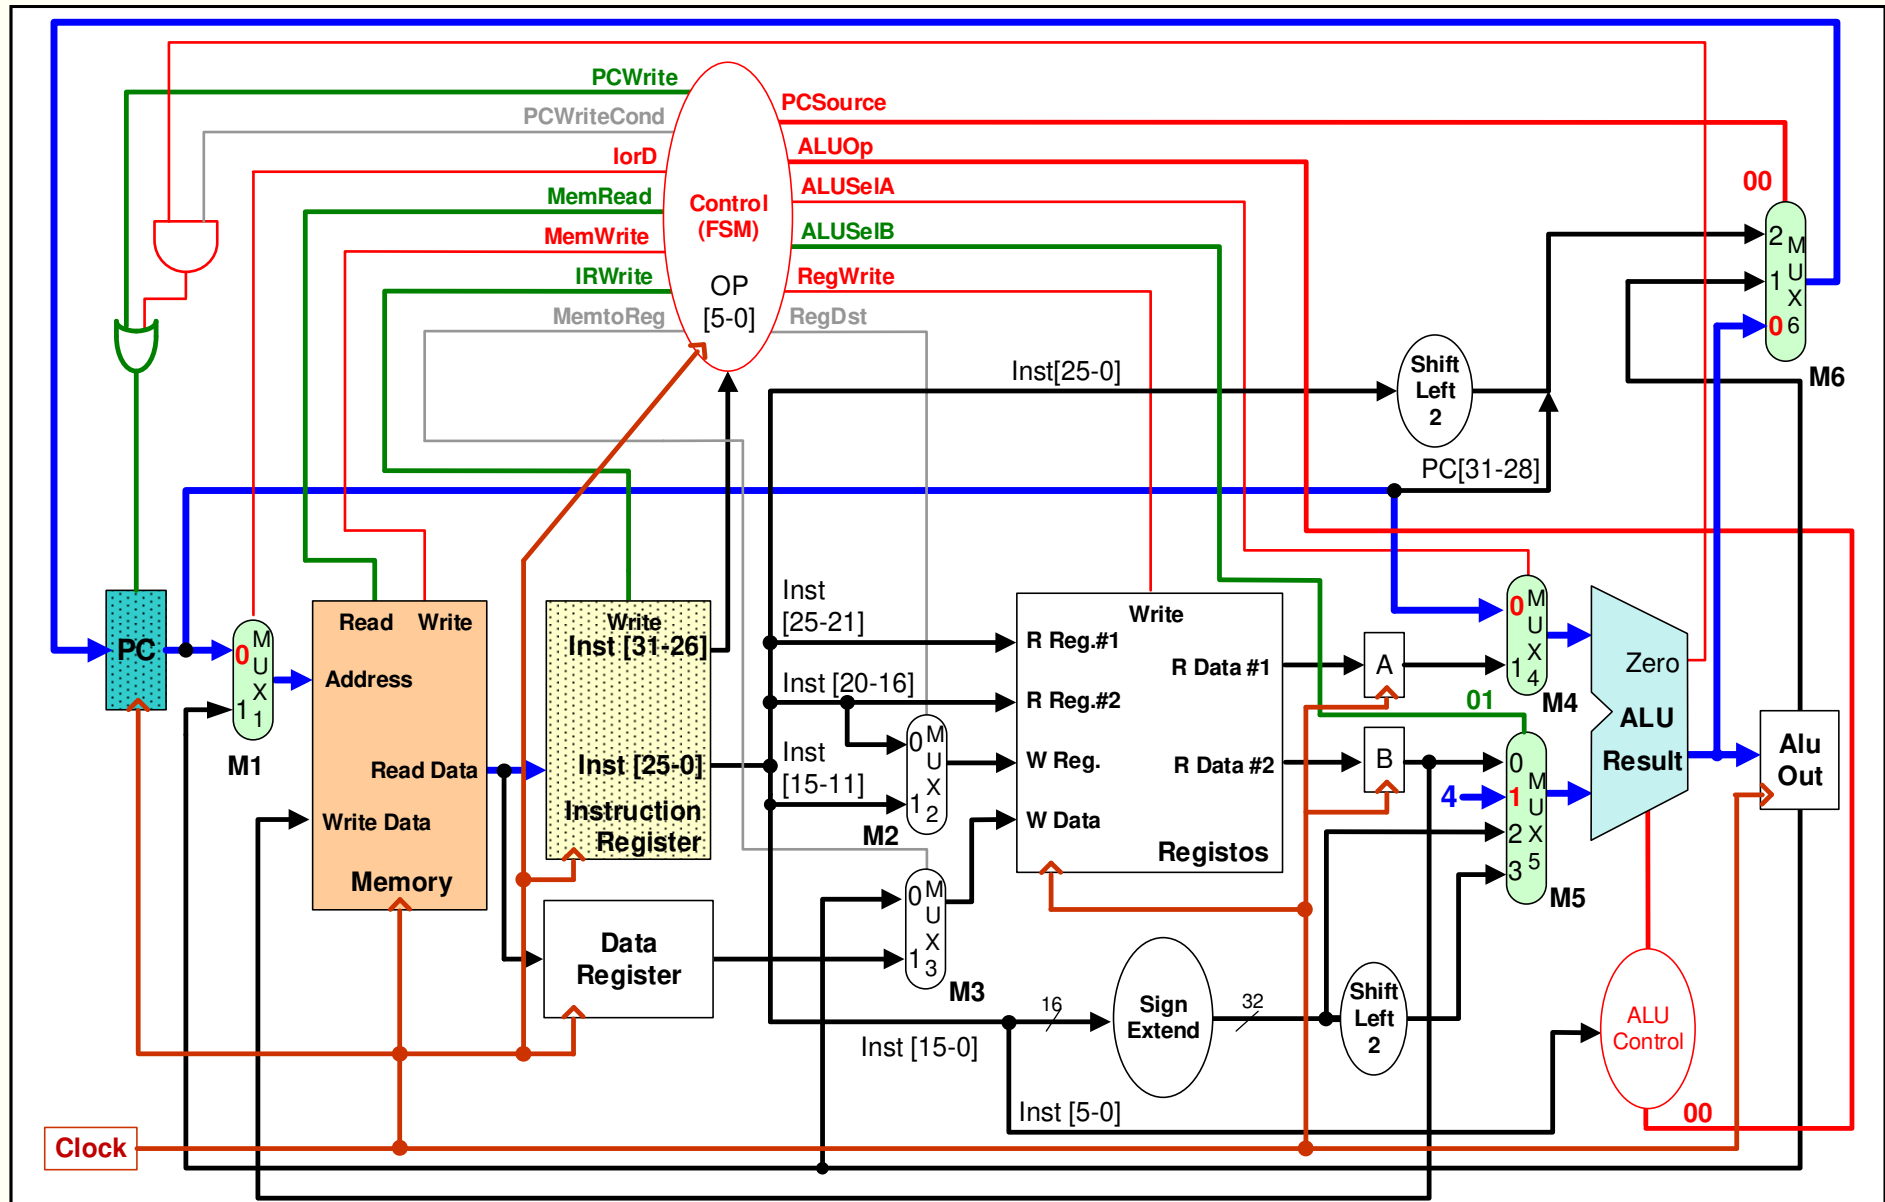 PCWrite
PCWriteCond
IorD
MemRead
MemWrite
IRWrite
MemtoReg
Control
(FSM)
OP
[5-0]
PCSource
ALUOp
ALUSelA
ALUSelB
RegWrite
RegDst
00
2
1
0
M
U
X
6
M6
Inst[25-0]
Shift
Left
2
PC[31-28]
PC
0
1
M
U
X
1
M1
Read Write
Address
Read Data
Write Data
Memory
Write
Inst [31-26]
Inst [25-0]
Instruction
Register
Data
Register
Inst
[25-21]
Inst [20-16]
Inst
[15-11]
0
1
M
U
X
2
M2
0
1
M
U
X
3
M3
Write
R Reg.#1
R Data #1
R Reg.#2
W Reg.
R Data #2
W Data
Registos
A
B
0
1
M
U
X
4
M4
01
4
0
1
2
3
M
U
X
5
M5
Zero
ALU
Result
Alu
Out
Inst [15-0]
16
Sign
Extend
32
Shift
Left
2
ALU
Control
Inst [5-0]
00
Clock